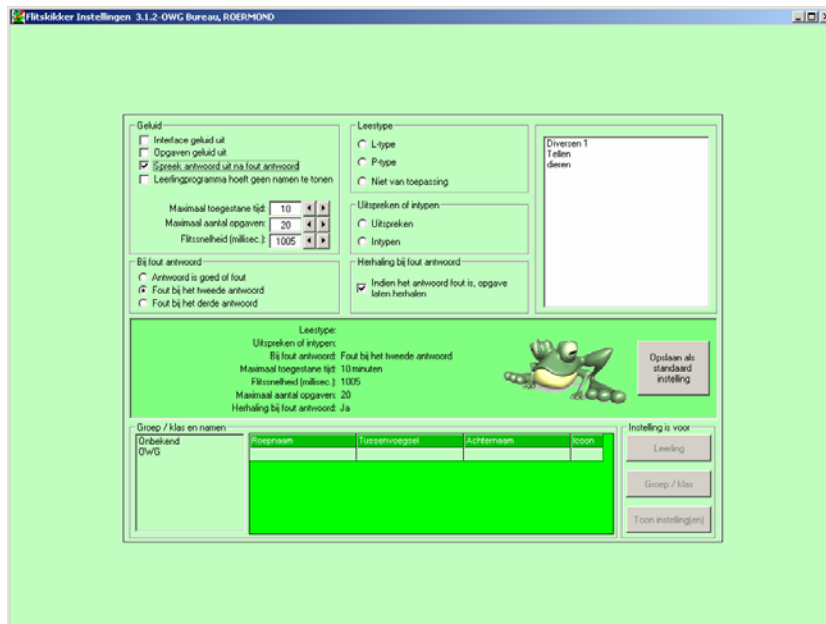 Flitskikker Instellingen 3.1.2-OWG Bureau, ROERMOND
Geluid
Interface geluid uit
Opgaven geluid uit
Spreek antwoord uit na fout antwoord
Leerlingprogramma hoeft geen namen te tonen
Maximaal toegestane tijd: 10
Maximaal aantal opgaven: 20
Flitssnelheid (millisec.): 1005
Leestype
L-type
P-type
Niet van toepassing
Uitspreken of intypen
Uitspreken
Intypen
Diversen 1
Tellen
dieren
Bij fout antwoord
Antwoord is goed of fout
Fout bij het tweede antwoord
Fout bij het derde antwoord
Herhaling bij fout antwoord
Indien het antwoord fout is, opgave
laten herhalen
Leestype:
Uitspreken of intypen:
Bij fout antwoord: Fout bij het tweede antwoord
Maximaal toegestane tijd: 10 minuten
Flitssnelheid (millisec.): 1005
Maximaal aantal opgaven: 20
Herhaling bij fout antwoord: Ja
Opslaan als
standaard
instelling
Groep / klas en namen
Onbekend
OWG
Roepnaam Tussenvoegsel Achternaam Icoon
Instelling is voor
Leerling
Groep / klas
Toon instelling(en)